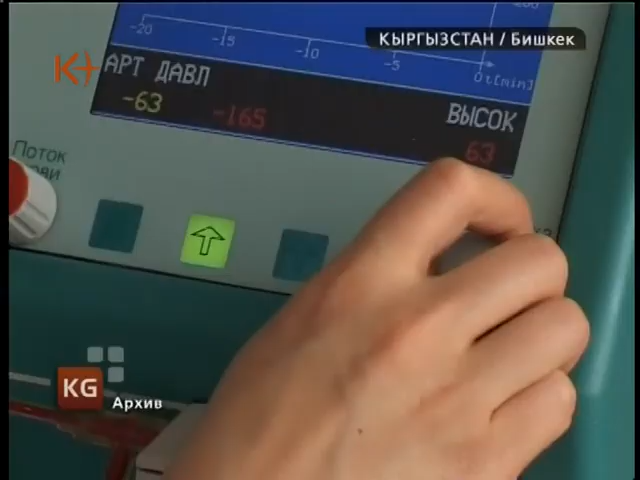 -20
-15
-10
-5
0t[min]
КЫРГЫЗСТАН / Бишкек
К+
АРТ ДАВЛ
-63
-165
ВЫСОК
63
Поток
KG
Архив